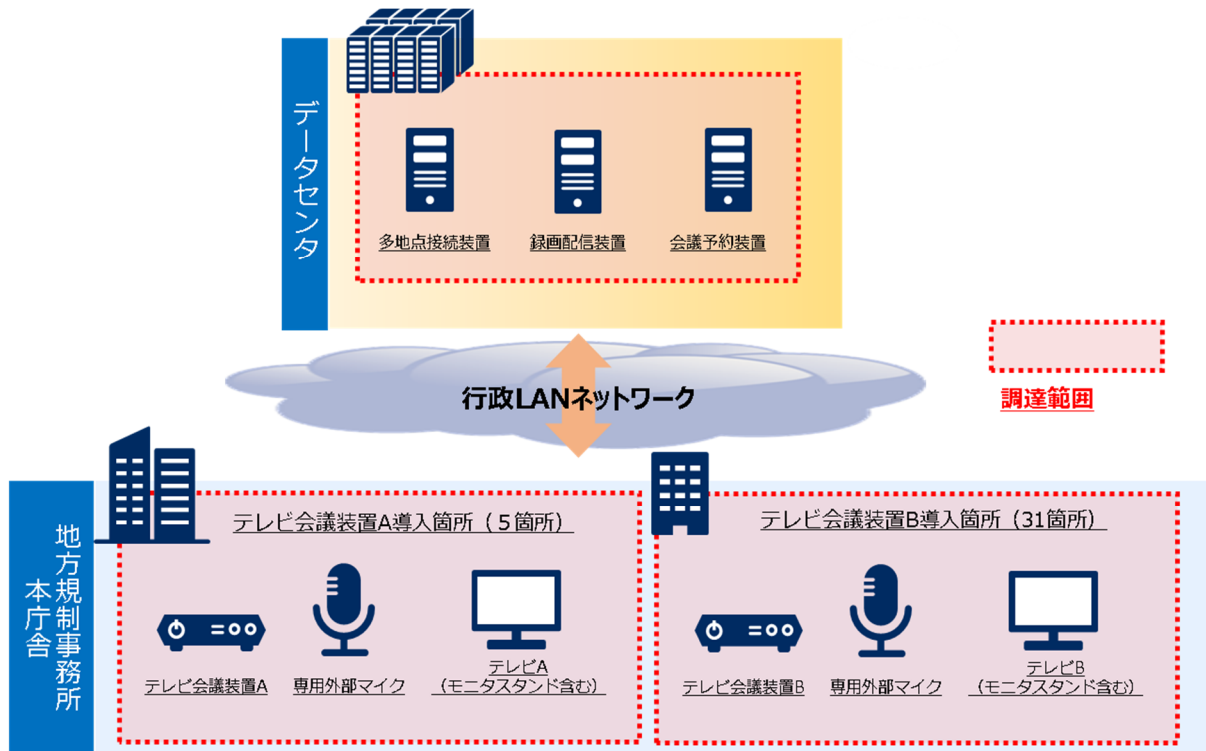 データセンタ
多地点接続装置
録画配信装置
会議予約装置
行政LANネットワーク
調達範囲
地方規制事務所
本庁舎
テレビ会議装置A導入箇所（５箇所）
テレビ会議装置A
専用外部マイク
テレビA
（モニタスタンド含む）
テレビ会議装置B導入箇所（31箇所）
テレビ会議装置B
専用外部マイク
テレビB
（モニタスタンド含む）